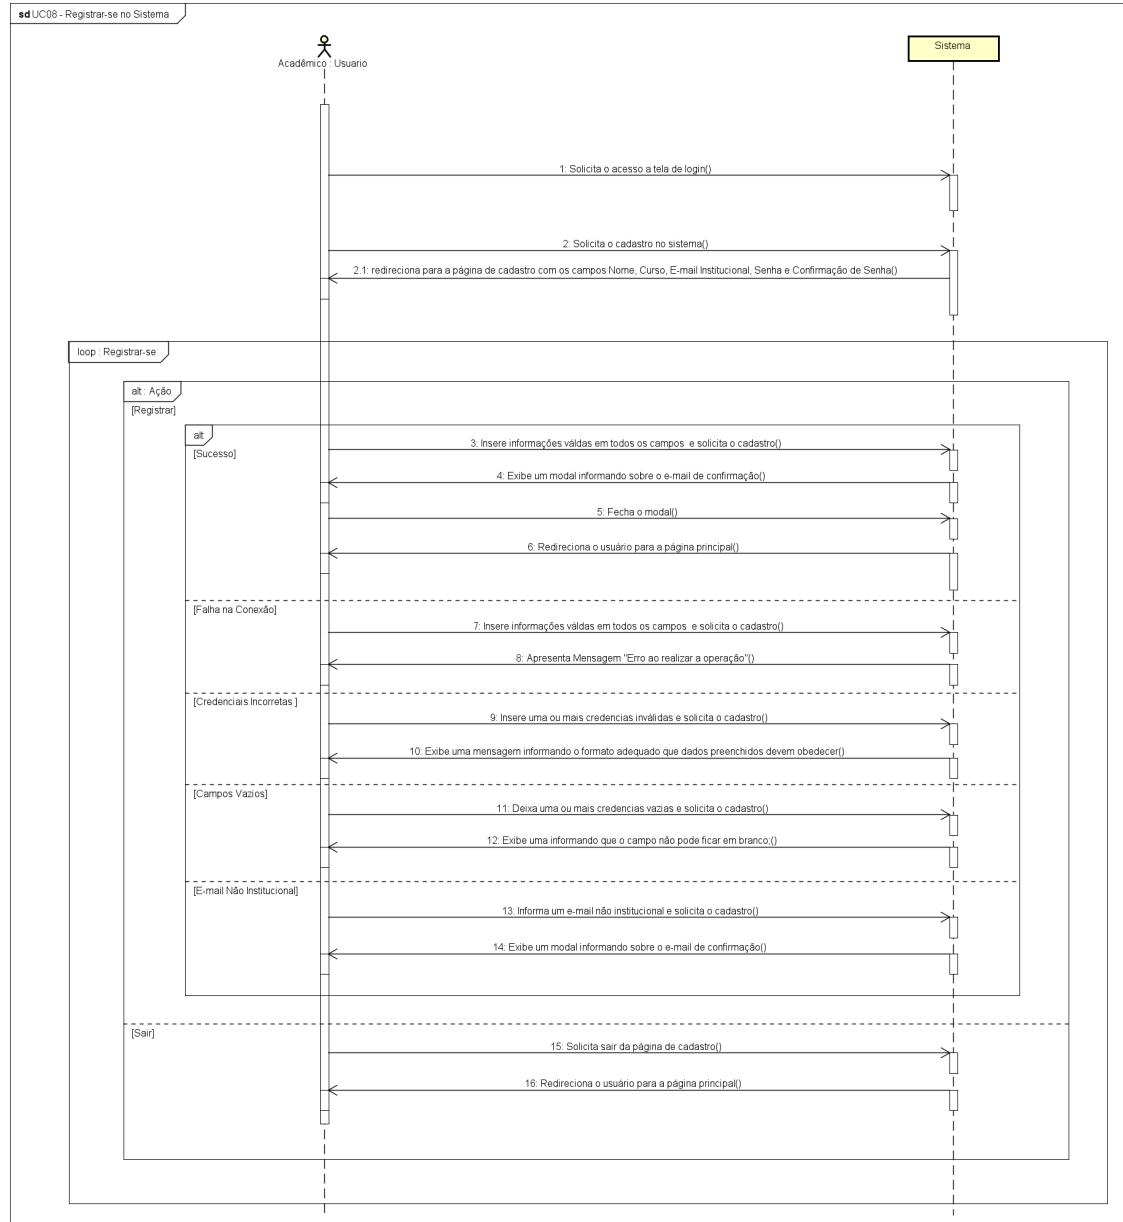 sd UC08 - Registrar-se no Sistema
Acadêmico : Usuario
Sistema
1: Solicita o acesso a tela de login()
2: Solicita o cadastro no sistema()
2.1: redireciona para a página de cadastro com os campos Nome, Curso, E-mail Institucional, Senha e Confirmação de Senha()
loop : Registrar-se
alt : Ação
[Registrar]
alt
[Sucesso]
3: Insere informações váldas em todos os campos e solicita o cadastro()
4: Exibe um modal informando sobre o e-mail de confirmação()
5: Fecha o modal()
6: Redireciona o usuário para a página principal()
[Falha na Conexão]
7: Insere informações váldas em todos os campos e solicita o cadastro()
8: Apresenta Mensagem "Erro ao realizar a operação"()
[Credenciais Incorretas ]
9: Insere uma ou mais credencias inválidas e solicita o cadastro()
10: Exibe uma mensagem informando o formato adequado que dados preenchidos devem obedecer()
[Campos Vazios]
11: Deixa uma ou mais credencias vazias e solicita o cadastro()
12: Exibe uma informando que o campo não pode ficar em branco;()
[E-mail Não Institucional]
13: Informa um e-mail não institucional e solicita o cadastro()
14: Exibe um modal informando sobre o e-mail de confirmação()
[Sair]
15: Solicita sair da página de cadastro()
16: Redireciona o usuário para a página principal()